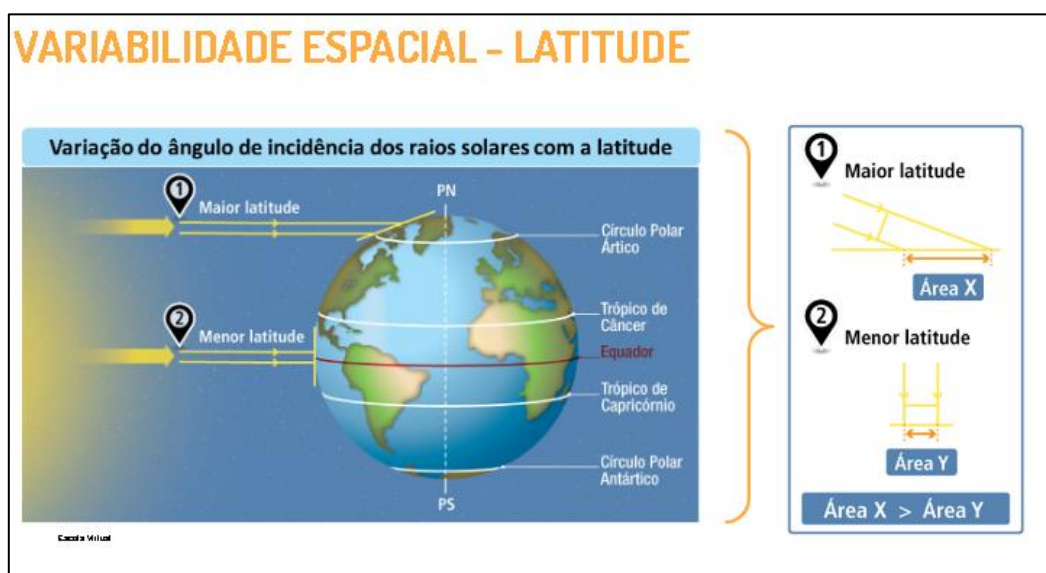 VARIABILIDADE ESPACIAL - LATITUDE
Variação do ângulo de incidência dos raios solares com a latitude
1
Maior latitude
2
Menor latitude
PN
Círculo Polar
Ártico
Trópico de
Câncer
Equador
Trópico de
Capricórnio
Círculo Polar
Antártico
PS
Escola Virtual
1
Maior latitude
Área X
2
Menor latitude
Área Y
Área X > Área Y